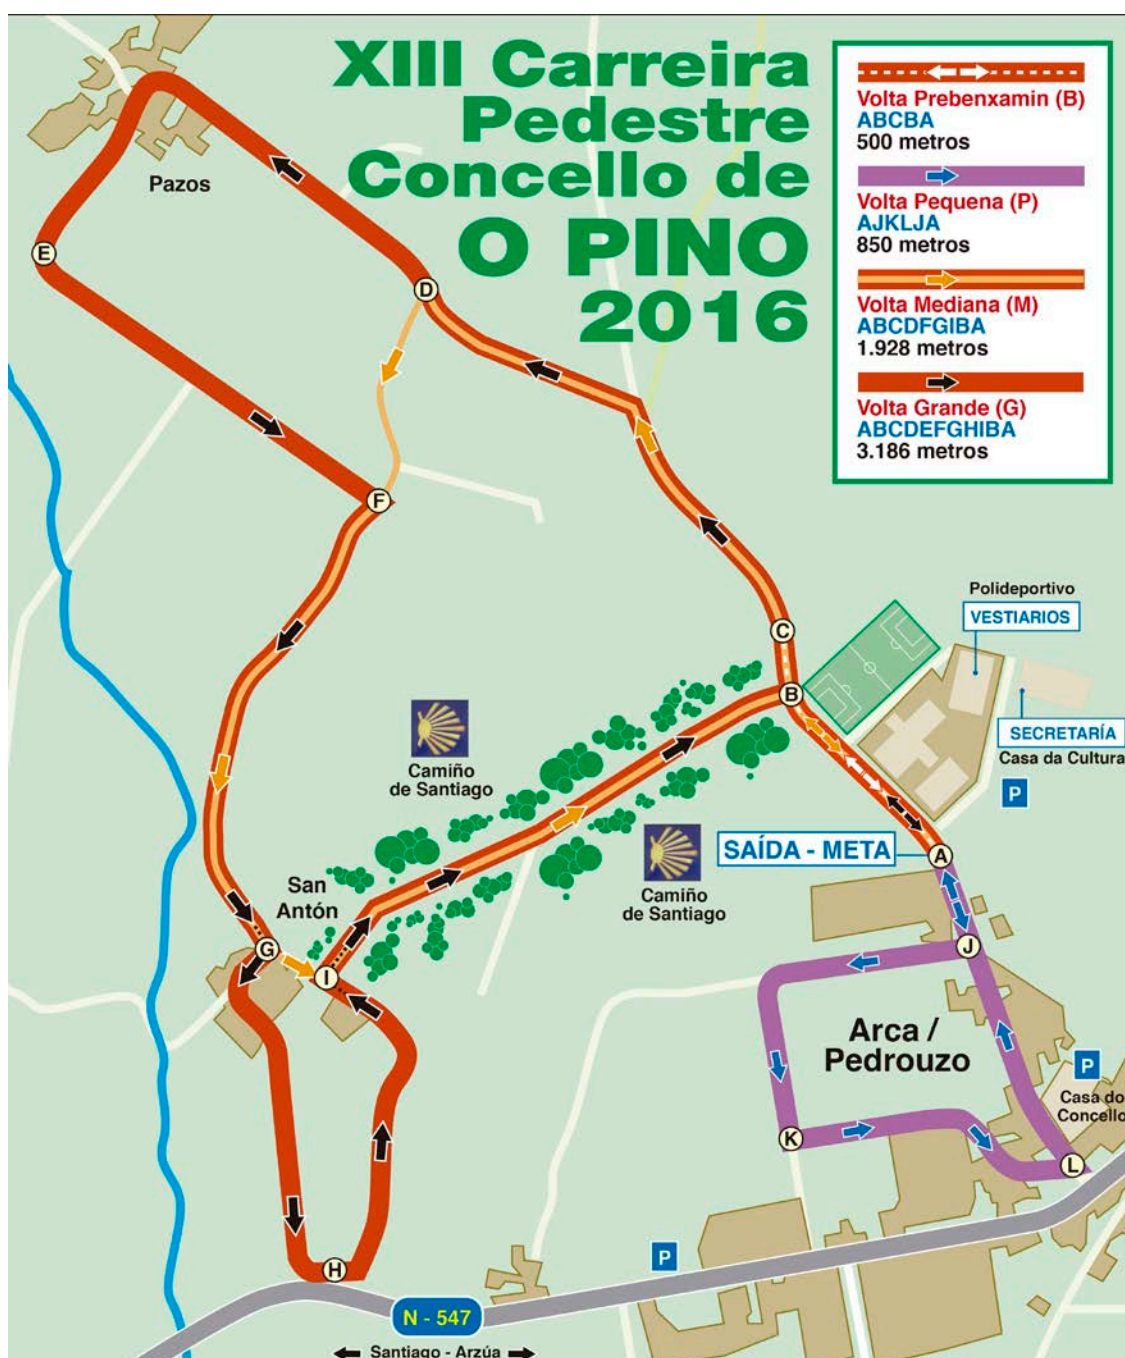 XIII Carreira
Pedestre
Concello de
O PINO
2016
Volta Prebenxamin (B)
ABCBA
500 metros
Volta Pequena (P)
AJKLJA
850 metros
Volta Mediana (M)
ABCDFGIBA
1.928 metros
Volta Grande (G)
ABCDEFGHIBA
3.186 metros
Pazos
E
D
F
C
B
Polideportivo
VESTIARIOS
SECRETARÍA
Casa da Cultura
P
Camiño
de Santiago
Camiño
de Santiago
SAÍDA - META
A
San
Antón
G
I
J
Arca /
Pedrouzo
P
Casa do
Concello
K
L
H
P
N - 547
Santiago - Arzúa